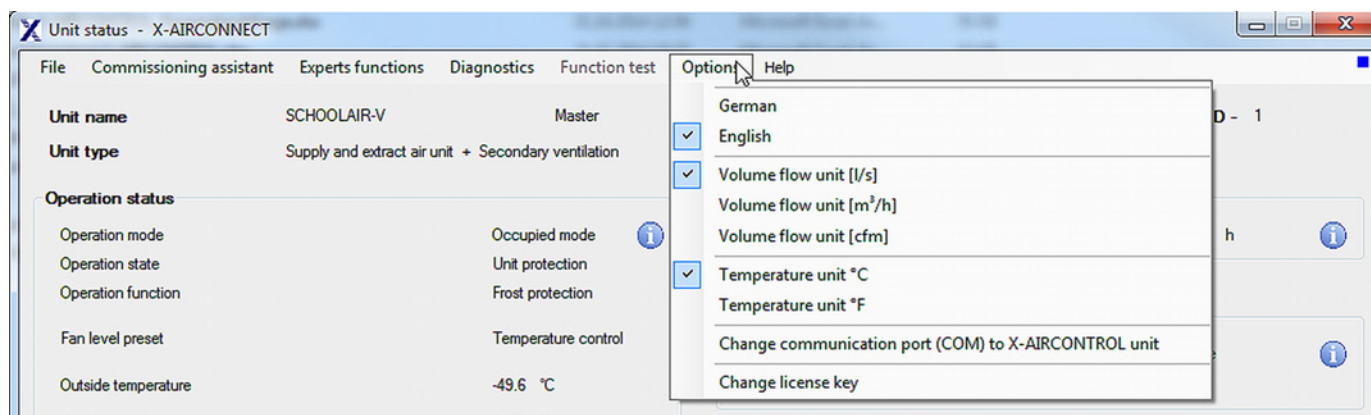 Unit status - X-AIRCONNECT
File Commissioning assistant Experts functions Diagnostics Function test Options Help
Unit name SCHOOLAIR-V Master D - 1
Unit type Supply and extract air unit + Secondary ventilation
Operation status
Operation mode Occupied mode h
Operation state Unit protection
Operation function Frost protection
Fan level preset Temperature control
Outside temperature -49.6 °C
German
English
Volume flow unit [l/s]
Volume flow unit [m³/h]
Volume flow unit [cfm]
Temperature unit °C
Temperature unit °F
Change communication port (COM) to X-AIRCONTROL unit
Change license key